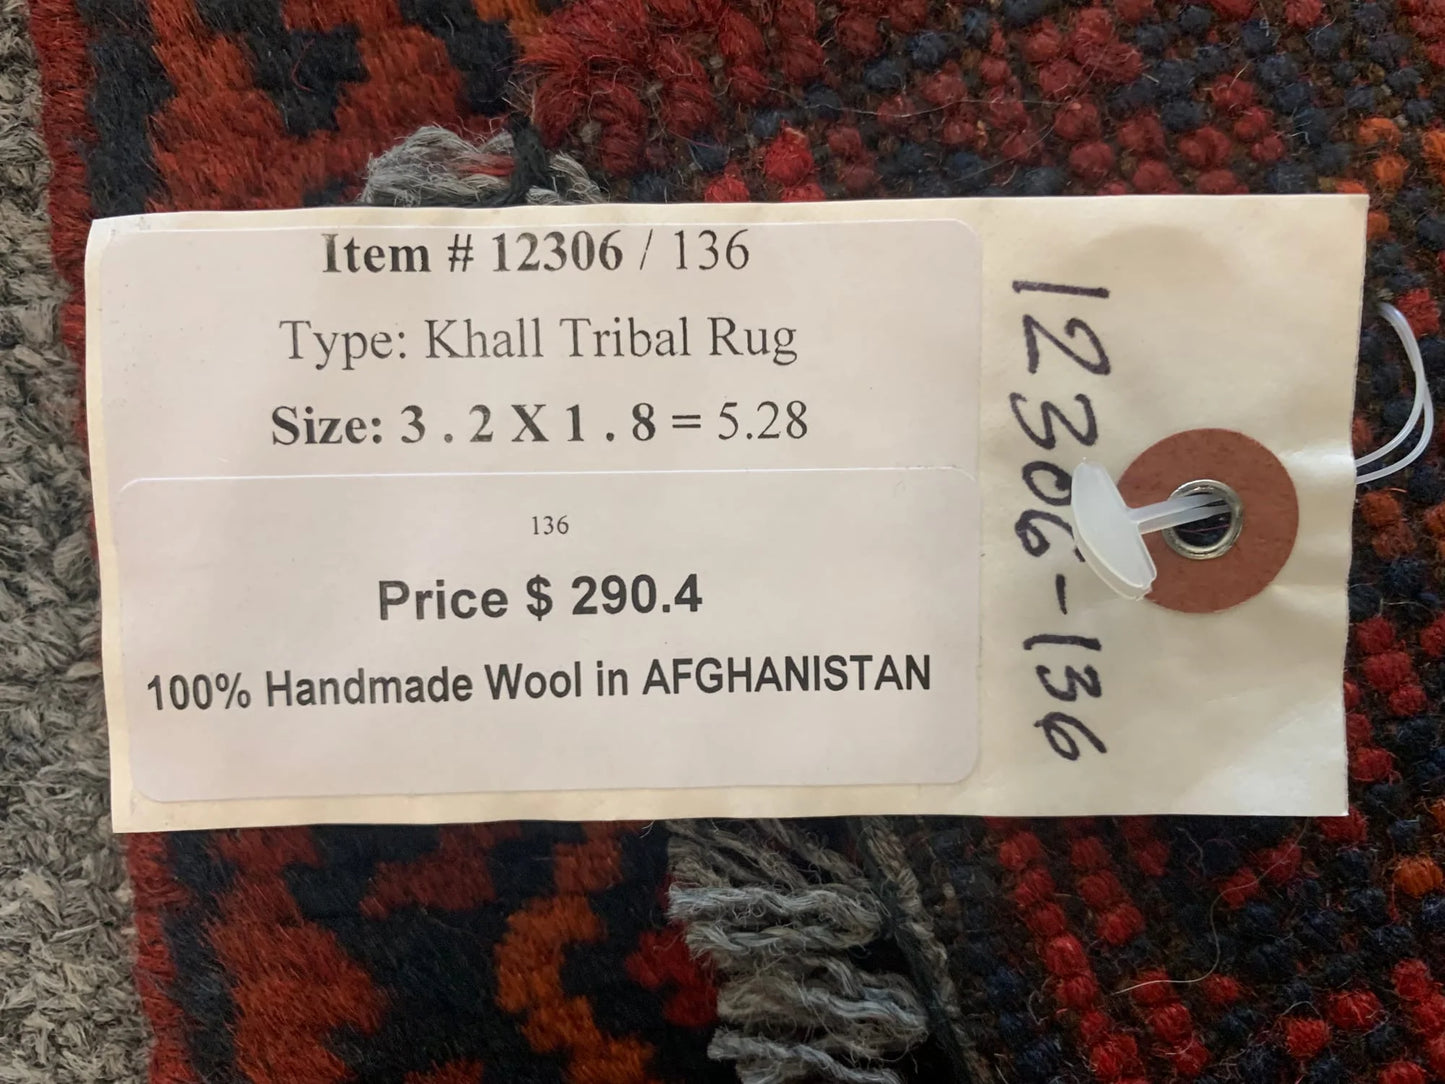 Item # 12306 / 136
Type: Khall Tribal Rug
Size: 3 . 2 X 1 . 8 = 5.28
136
Price $ 290.4
100% Handmade Wool in AFGHANISTAN
12306-136